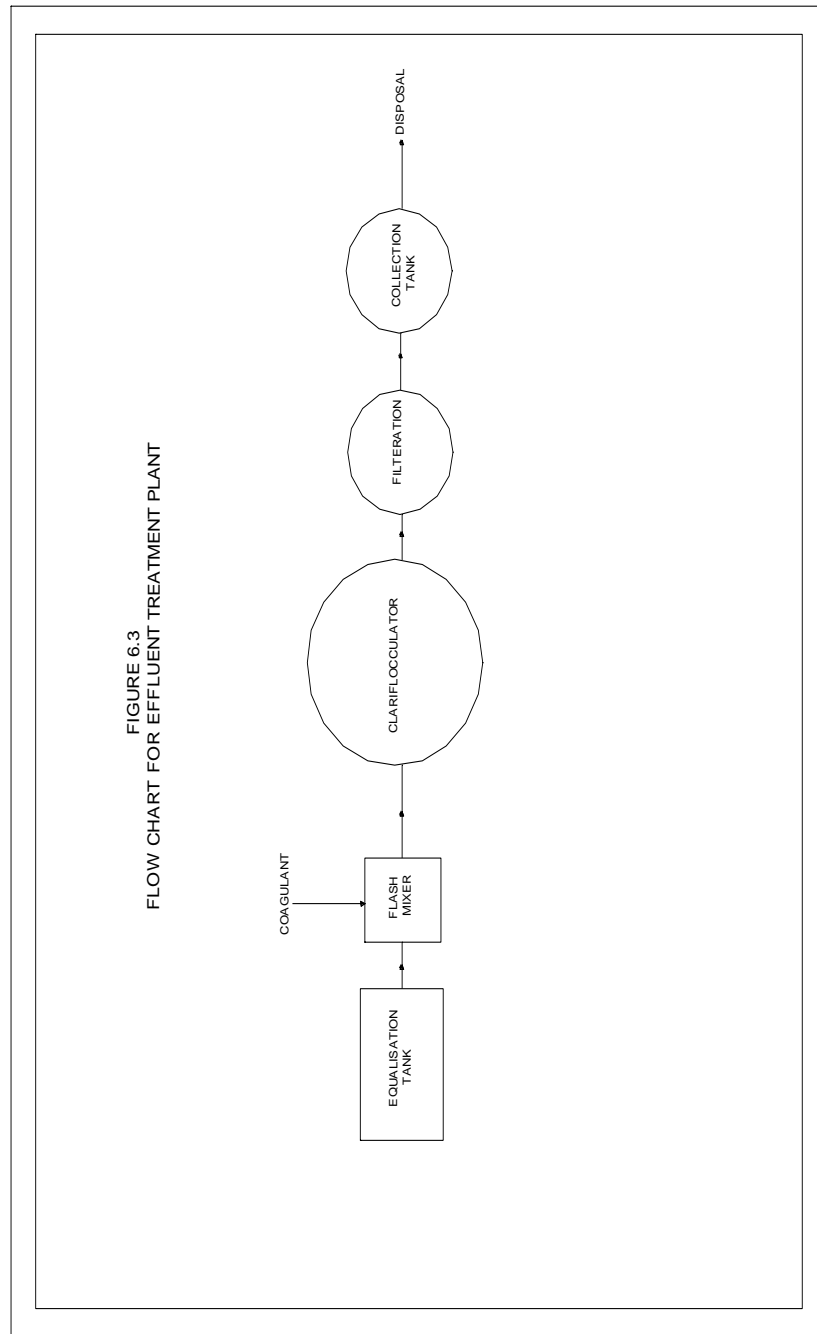 FIGURE 6.3
FLOW CHART FOR EFFLUENT TREATMENT PLANT
COAGULANT
EQUALISATION
TANK
FLASH
MIXER
CLARIFLOCCULATOR
FILTERATION
COLLECTION
TANK
DISPOSAL